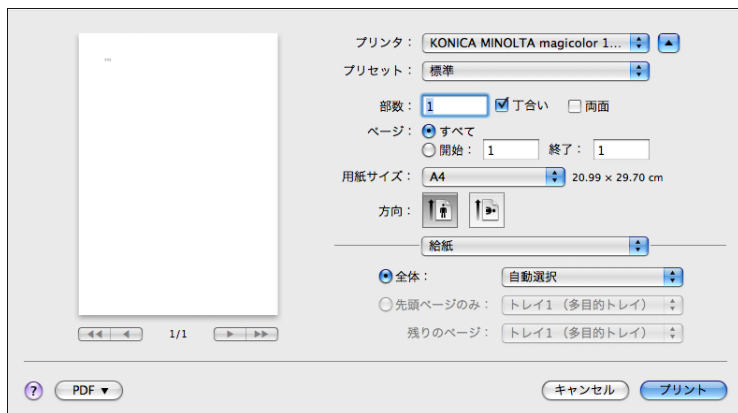 プリンタ： KONICA MINOLTA magicolor 1...
プリセット： 標準
部数： 1 丁合い 両面
ページ： すべて
開始： 1 終了： 1
用紙サイズ： A4 20.99 × 29.70 cm
方向：
給紙
全体： 自動選択
先頭ページのみ： トレイ1 （多目的トレイ）
残りのページ： トレイ1 （多目的トレイ）
1/1
? PDF ▼ キャンセル プリント